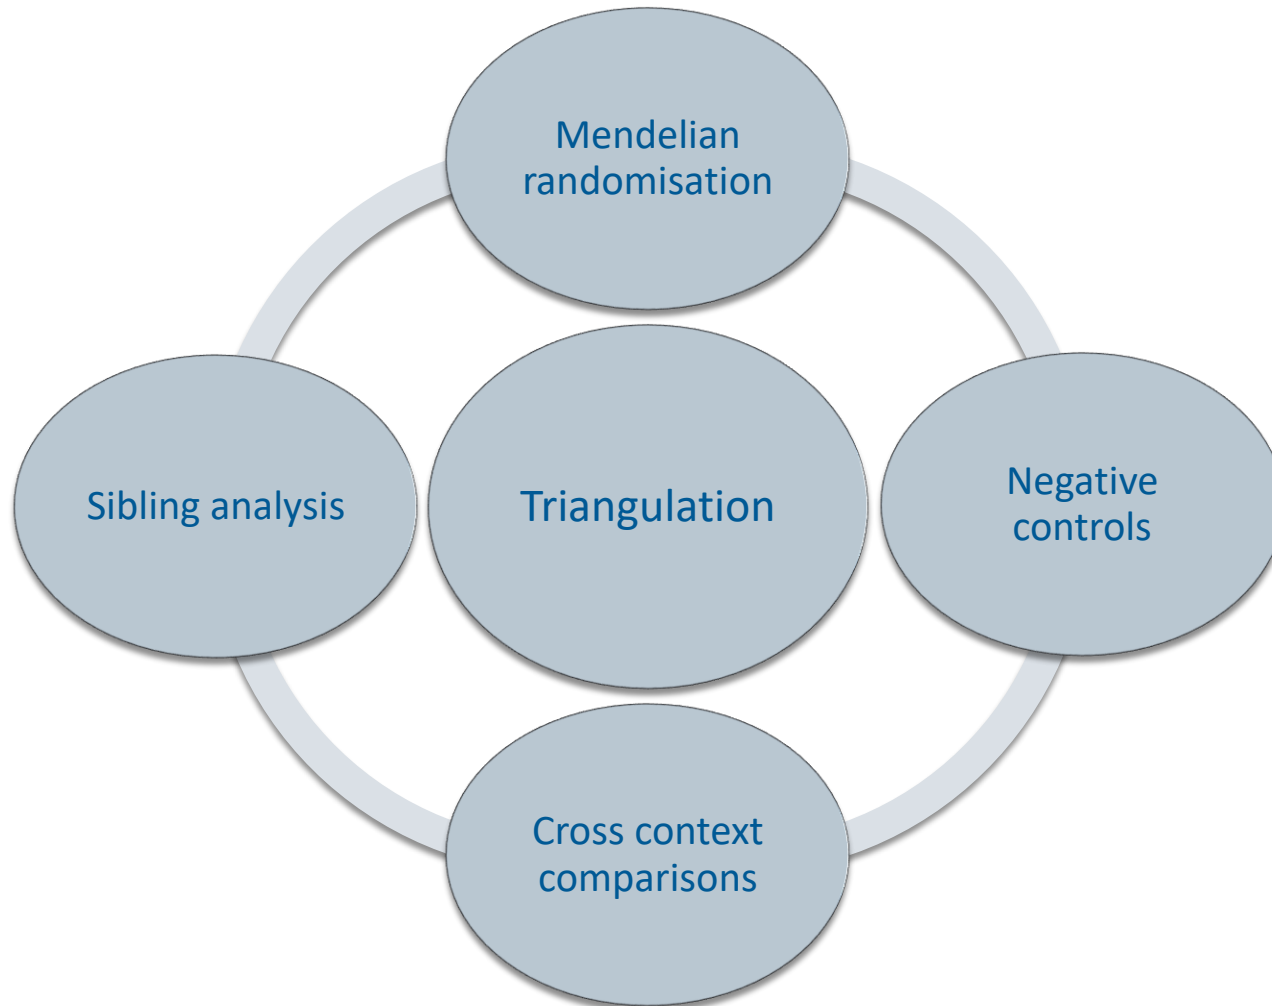 Mendelian
randomisation
Sibling analysis
Triangulation
Negative
controls
Cross context
comparisons